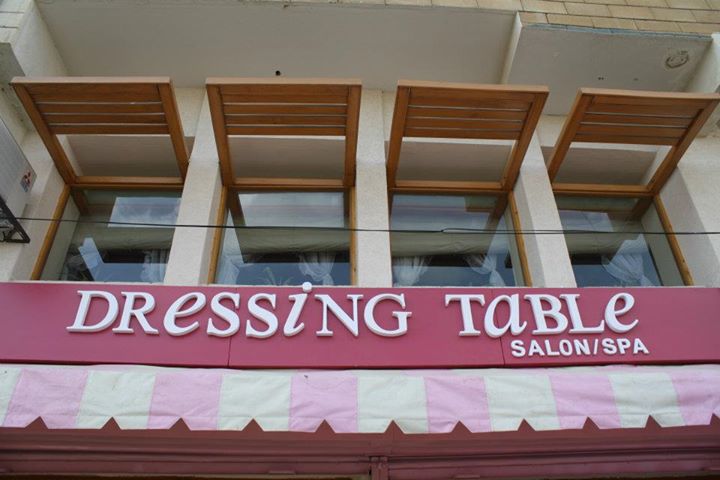 DRessiNG TaBLe
SALON/SPA